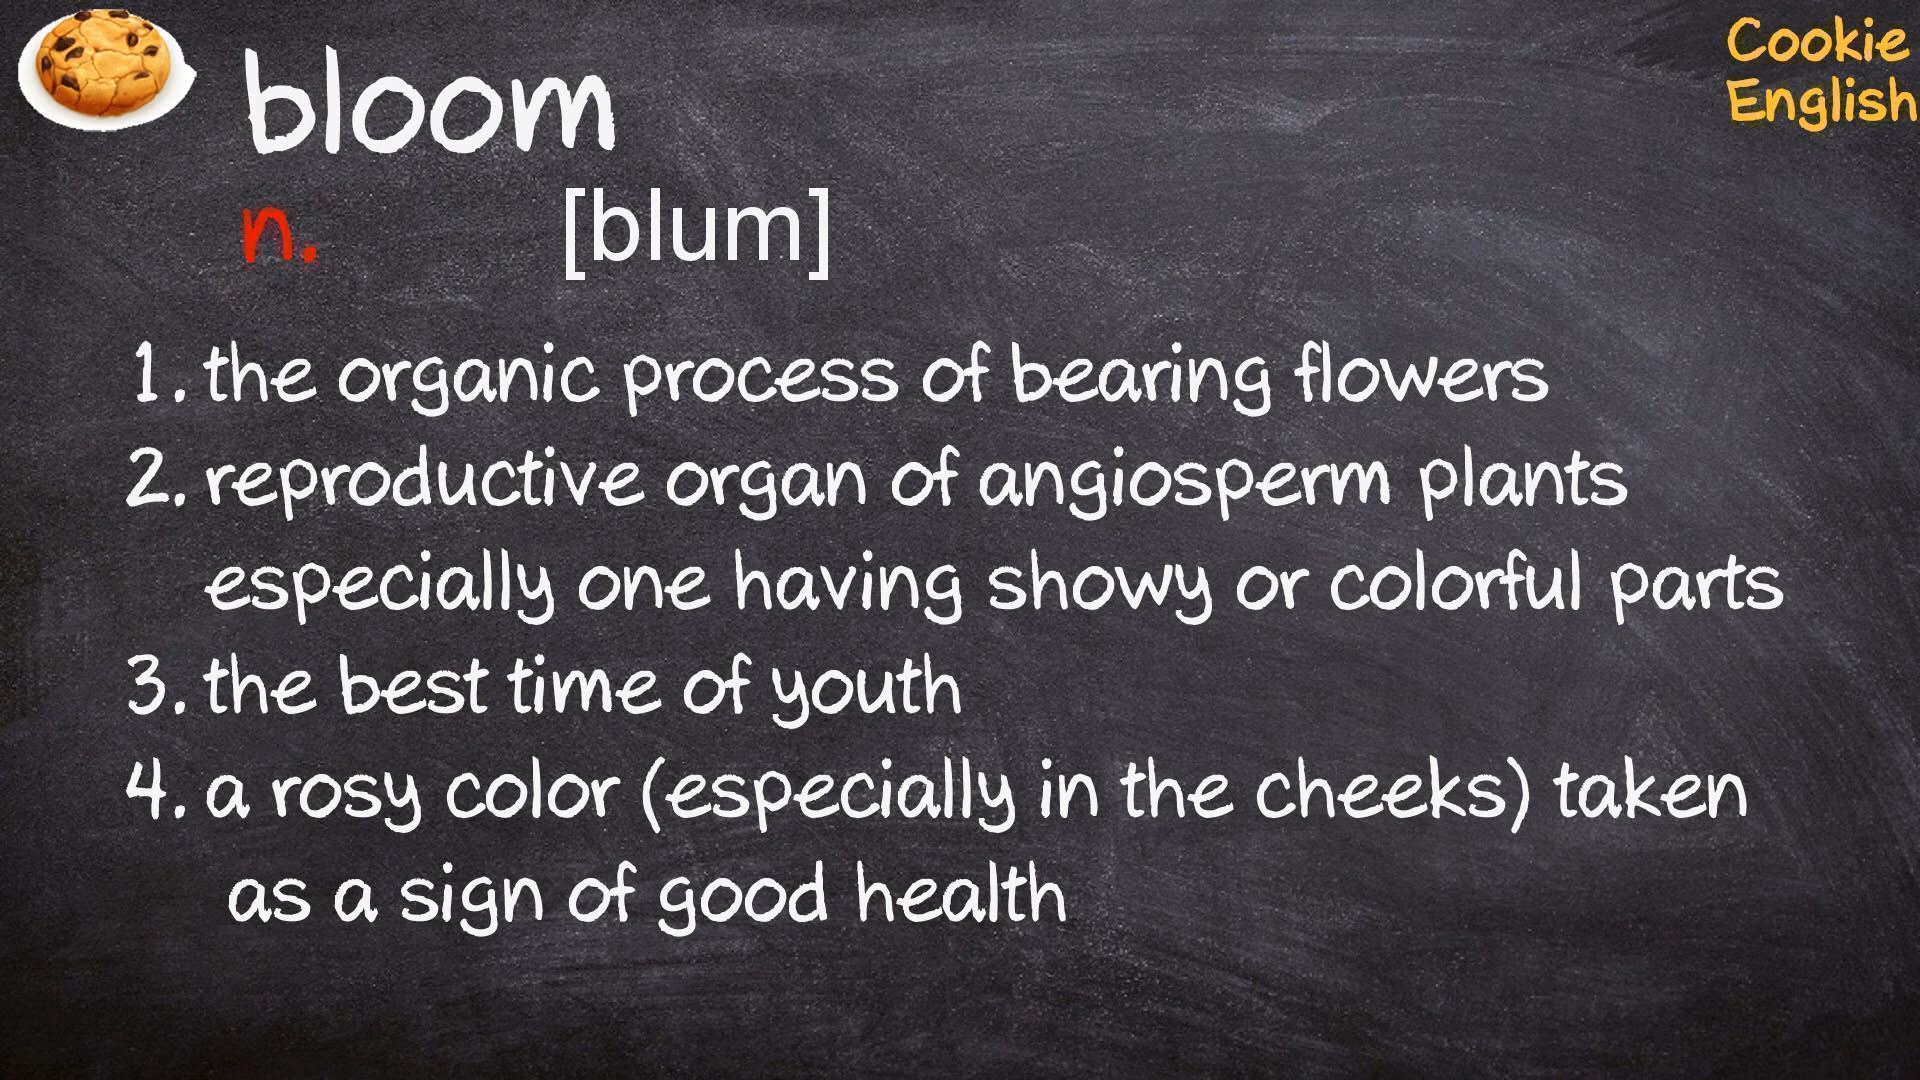 Cookie
English
bloom
n. [blum]
1. the organic process of bearing flowers
2. reproductive organ of angiosperm plants
especially one having showy or colorful parts
3. the best time of youth
4. a rosy color (especially in the cheeks) taken
as a sign of good health